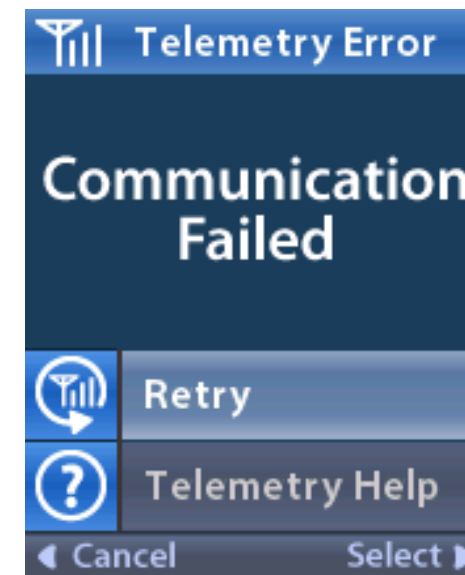 Telemetry Error
Communication
Failed
Retry
Telemetry Help
Cancel Select